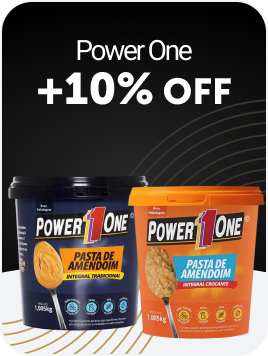 Power One
+10% OFF
POWER 1 ONE
PASTA DE
AMENDOIM
INTEGRAL TRADICIONAL
1,005kg
POWER 1 ONE
PASTA DE
AMENDOIM
INTEGRAL CROCANTE
1,005kg